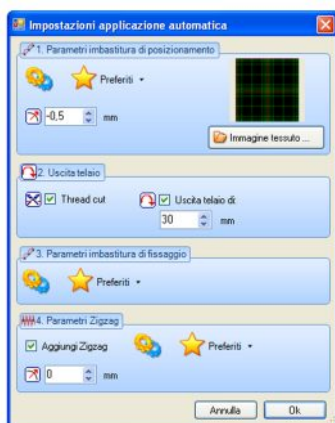 Impostazioni applicazione automatica
1. Parametri imbastitura di posizionamento
Preferiti
-0,5 mm
Immagine tessuto ...
2. Uscita telaio
Thread cut Uscita telaio di:
30 mm
3. Parametri imbastitura di fissaggio
Preferiti
4. Parametri Zigzag
Aggiungi Zigzag Preferiti
0 mm
Annulla Ok